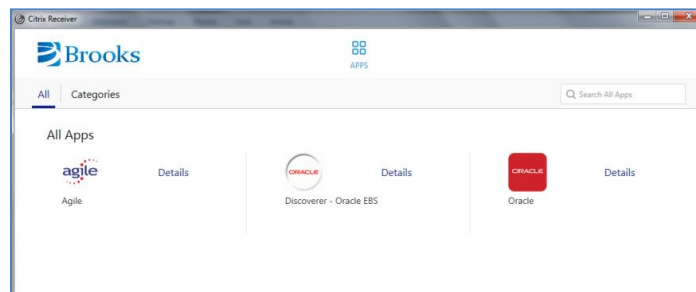 Citrix Receiver
Brooks
APPS
All Categories
Search All Apps
All Apps
agile Details
ORACLE Details
ORACLE Details
Agile
Discoverer - Oracle EBS
Oracle